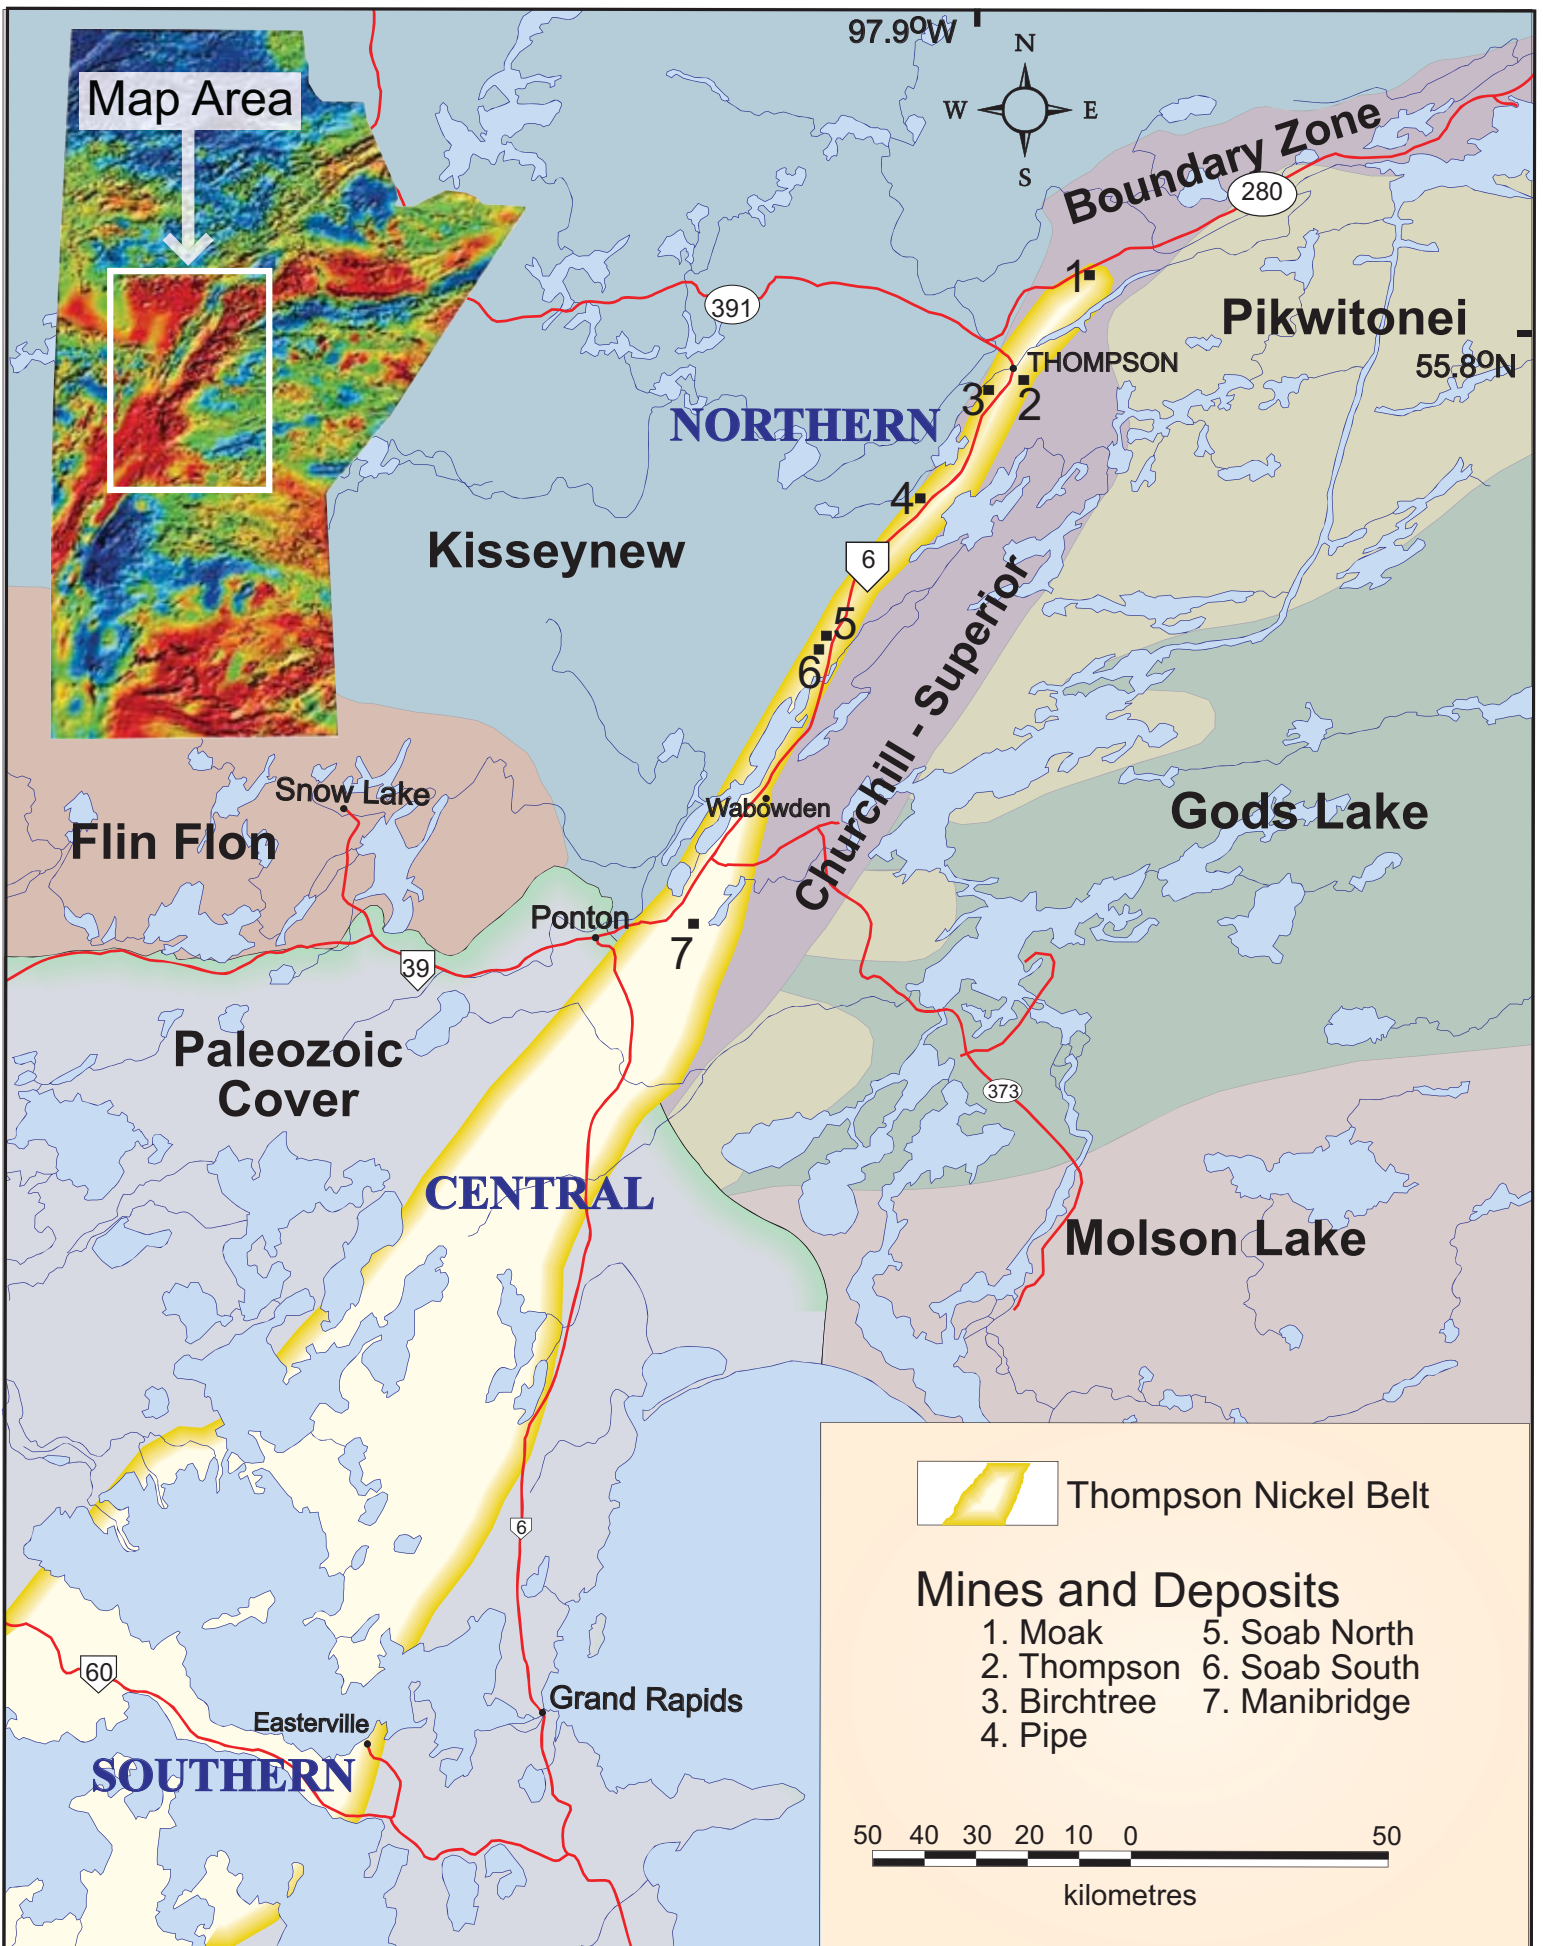 97.9°W
N
Map Area
W
E
S
Boundary Zone
280
1
391
Pikwitonei
THOMPSON
55.8°N
3
2
NORTHERN
4
Kisseynew
6
5
6
Churchill - Superior
Snow Lake
Wabowden
Flin Flon
Gods Lake
Ponton
7
39
Paleozoic
Cover
373
CENTRAL
Molson Lake
6
Thompson Nickel Belt
Mines and Deposits
1. Moak 5. Soab North
2. Thompson 6. Soab South
3. Birchtree 7. Manibridge
4. Pipe
60
Grand Rapids
Easterville
SOUTHERN
50 40 30 20 10 0 50
kilometres